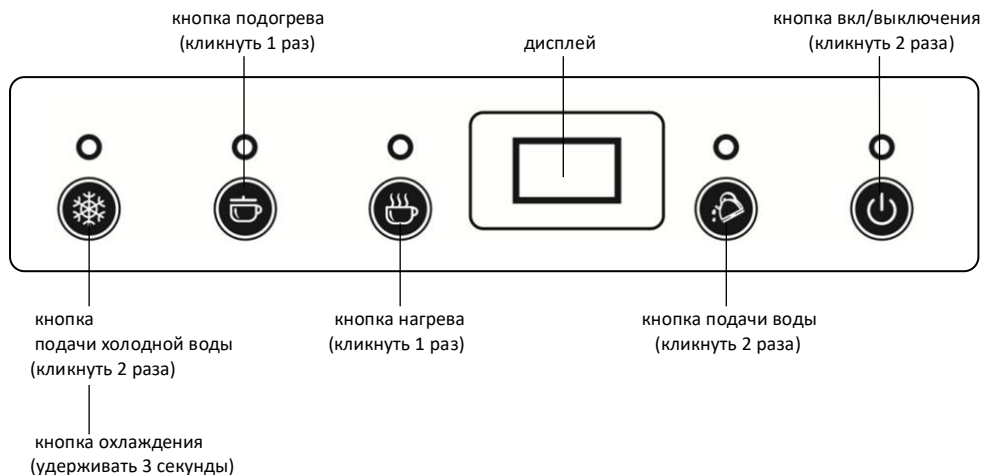 кнопка подогрева
(кликнуть 1 раз)
дисплей
кнопка вкл/выключения
(кликнуть 2 раза)
кнопка
подачи холодной воды
(кликнуть 2 раза)
кнопка нагрева
(кликнуть 1 раз)
кнопка подачи воды
(кликнуть 2 раза)
кнопка охлаждения
(удерживать 3 секунды)